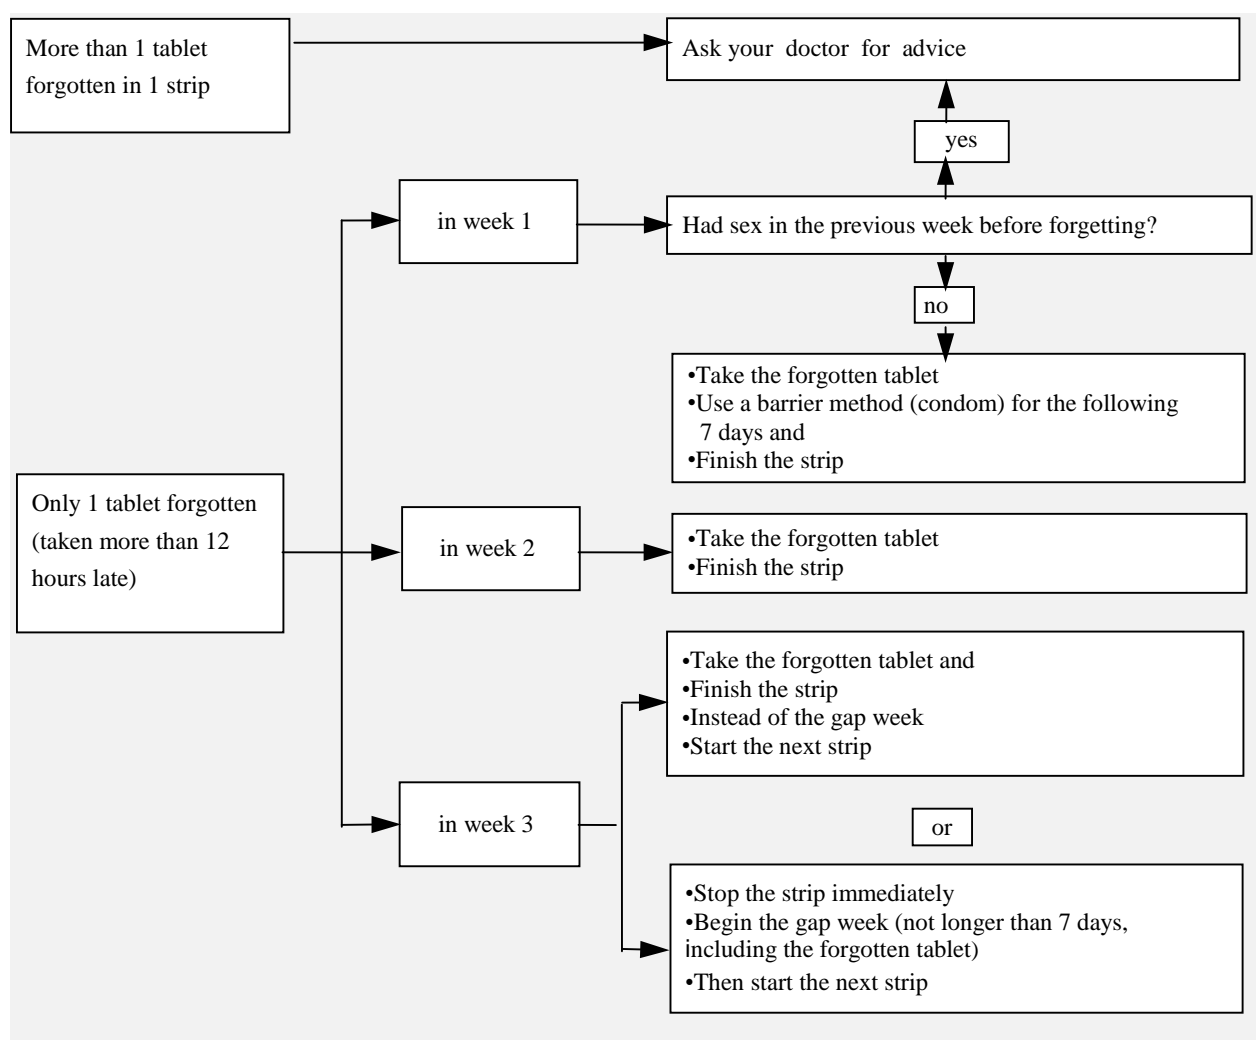 More than 1 tablet
forgotten in 1 strip
Ask your doctor for advice
yes
in week 1
Had sex in the previous week before forgetting?
no
•Take the forgotten tablet
•Use a barrier method (condom) for the following
7 days and
•Finish the strip
Only 1 tablet forgotten
(taken more than 12
hours late)
in week 2
•Take the forgotten tablet
•Finish the strip
•Take the forgotten tablet and
•Finish the strip
•Instead of the gap week
•Start the next strip
in week 3
or
•Stop the strip immediately
•Begin the gap week (not longer than 7 days,
including the forgotten tablet)
•Then start the next strip